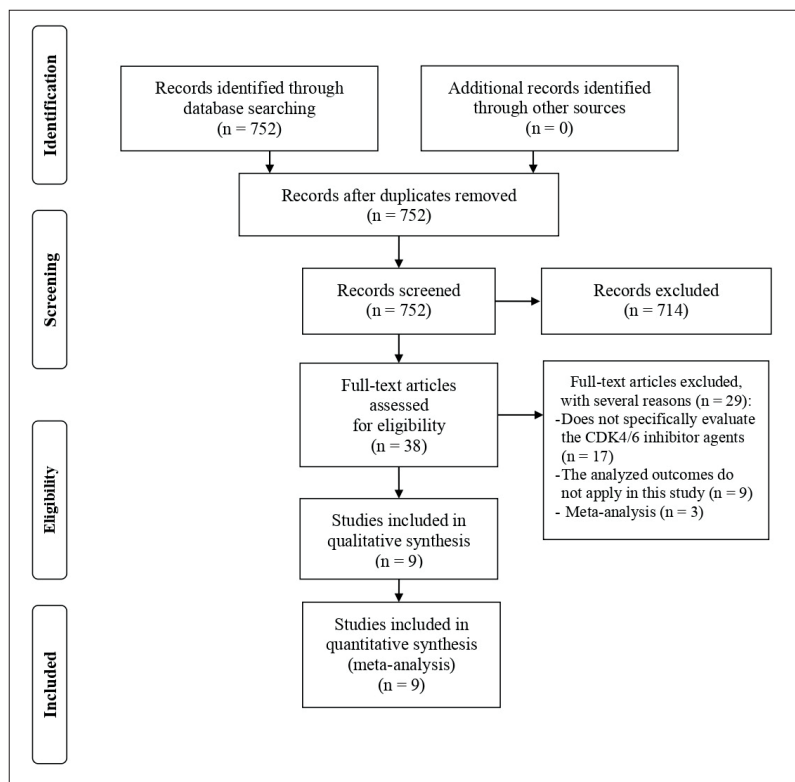 Identification
Records identified through
database searching
(n = 752)
Additional records identified
through other sources
(n = 0)
Records after duplicates removed
(n = 752)
Screening
Records screened
(n = 752)
Records excluded
(n = 714)
Eligibility
Full-text articles
assessed
for eligibility
(n = 38)
Full-text articles excluded,
with several reasons (n = 29):
-Does not specifically evaluate
the CDK4/6 inhibitor agents
(n = 17)
-The analyzed outcomes do
not apply in this study (n = 9)
- Meta-analysis (n = 3)
Studies included in
qualitative synthesis
(n = 9)
Included
Studies included in
quantitative synthesis
(meta-analysis)
(n = 9)